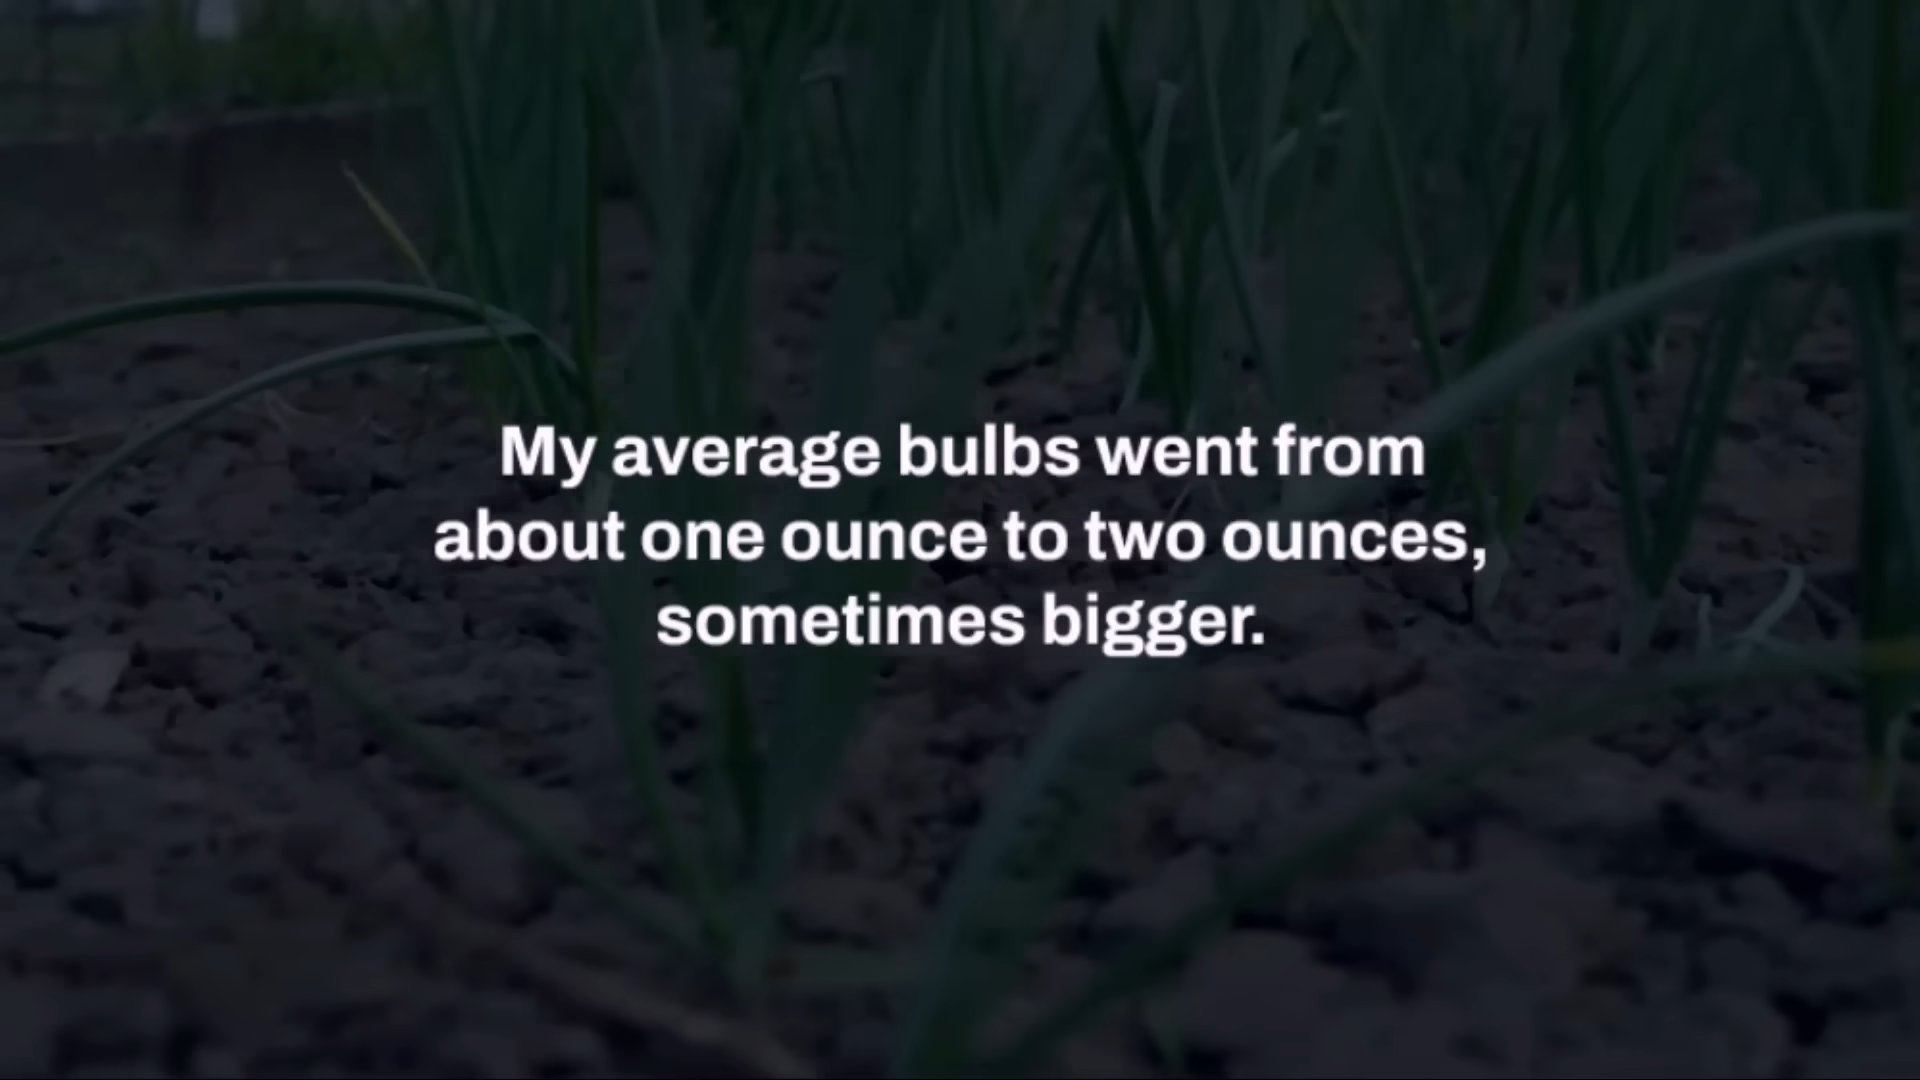 My average bulbs went from
about one ounce to two ounces,
sometimes bigger.